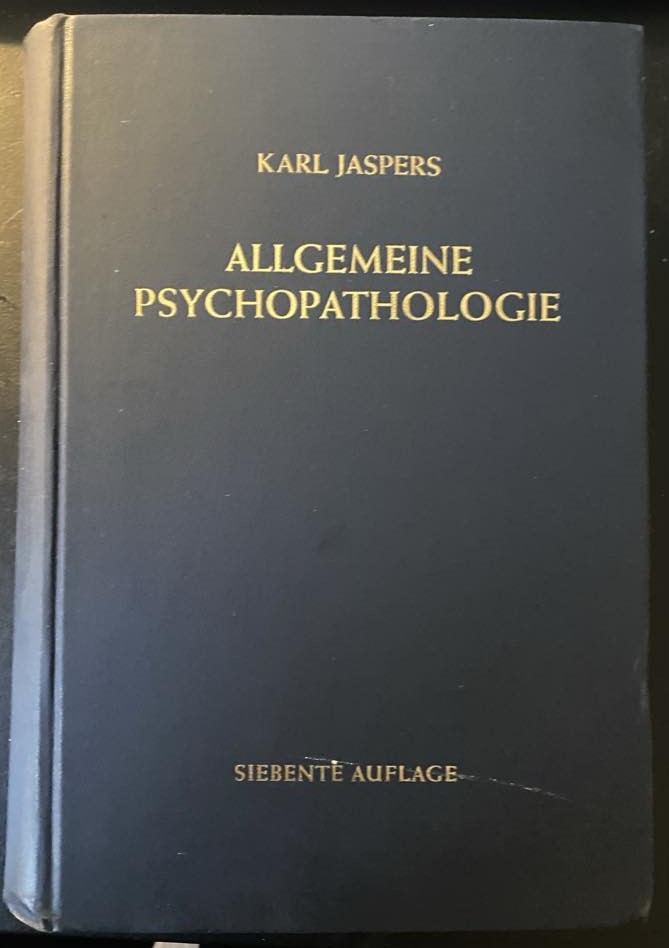 KARL JASPERS
ALLGEMEINE
PSYCHOPATHOLOGIE
SIEBENTE AUFLAGE